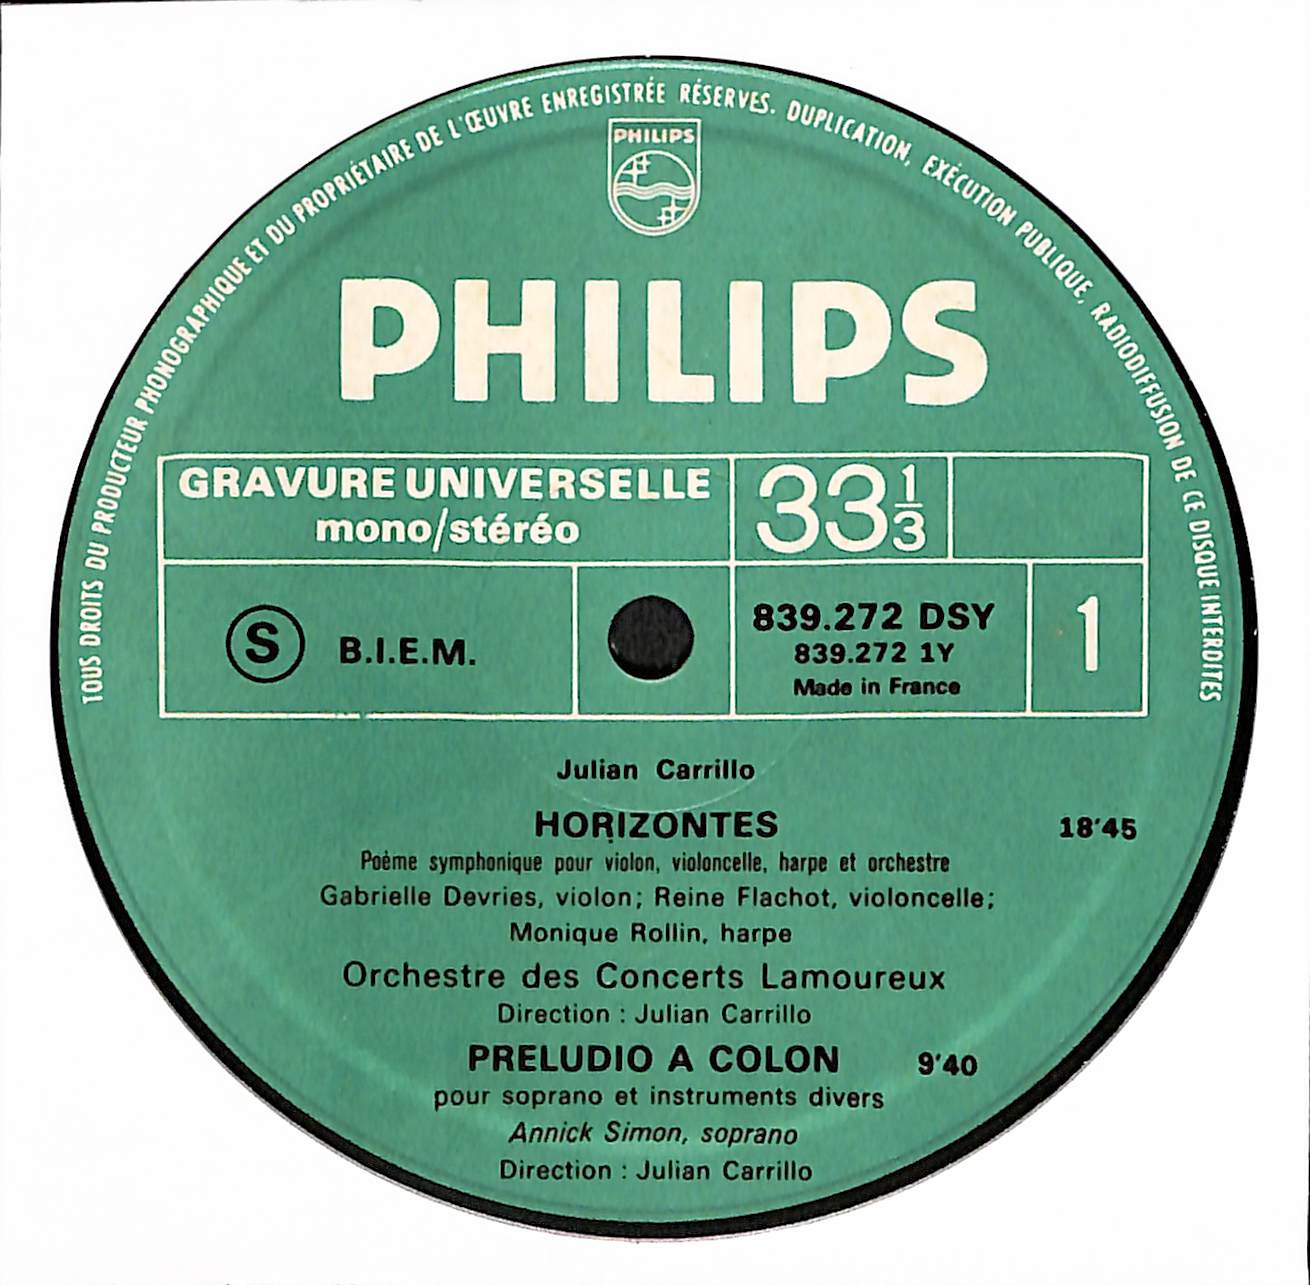 TOUS DROITS DU PRODUCTEUR PHONOGRAPHIQUE ET DU PROPRIÉTAIRE DE L'ŒUVRE ENREGISTRÉE RÉSERVES. DUPLICATION, EXÉCUTION PUBLIQUE, RADIODIFFUSION DE CE DISQUE INTERDITES
PHILIPS
PHILIPS
GRAVURE UNIVERSELLE
mono/stéréo
33 1/3
S B.I.E.M.
839.272 DSY
839.272 1Y
Made in France
1
Julian Carrillo
HORIZONTES 18'45
Poème symphonique pour violon, violoncelle, harpe et orchestre
Gabrielle Devries, violon; Reine Flachot, violoncelle;
Monique Rollin, harpe
Orchestre des Concerts Lamoureux
Direction : Julian Carrillo
PRELUDIO A COLON 9'40
pour soprano et instruments divers
Annick Simon, soprano
Direction : Julian Carrillo